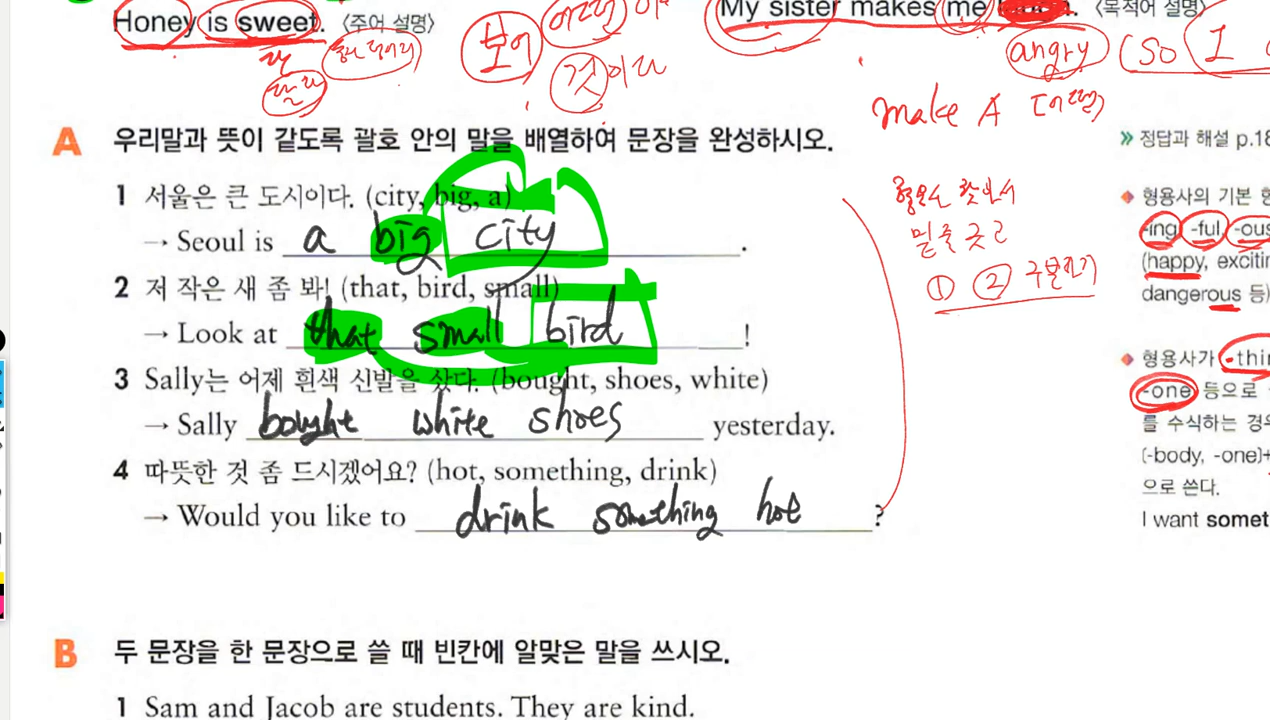 Honey is sweet. 〈주어 설명〉
My sister makes me 〈목적어 설명〉
보어
것이다
angry (so I
make A
A 우리말과 뜻이 같도록 괄호 안의 말을 배열하여 문장을 완성하시오.
1 서울은 큰 도시이다. (city, big, a)
→ Seoul is a big city .
2 저 작은 새 좀 봐! (that, bird, small)
→ Look at that small bird !
3 Sally는 어제 흰색 신발을 샀다. (bought, shoes, white)
→ Sally bought white shoes yesterday.
4 따뜻한 것 좀 드시겠어요? (hot, something, drink)
→ Would you like to drink something hot ?
형용사 찾아서
밑줄 긋고
① ② 구분하기
» 정답과 해설 p.18
◆ 형용사의 기본 형
-ing, -ful, -ous
(happy, excitin
dangerous 등)
◆ 형용사가 -thin
-one 등으로
를 수식하는 경우
(-body, -one)+
으로 쓴다.
I want somet
B 두 문장을 한 문장으로 쓸 때 빈칸에 알맞은 말을 쓰시오.
1 Sam and Jacob are students. They are kind.